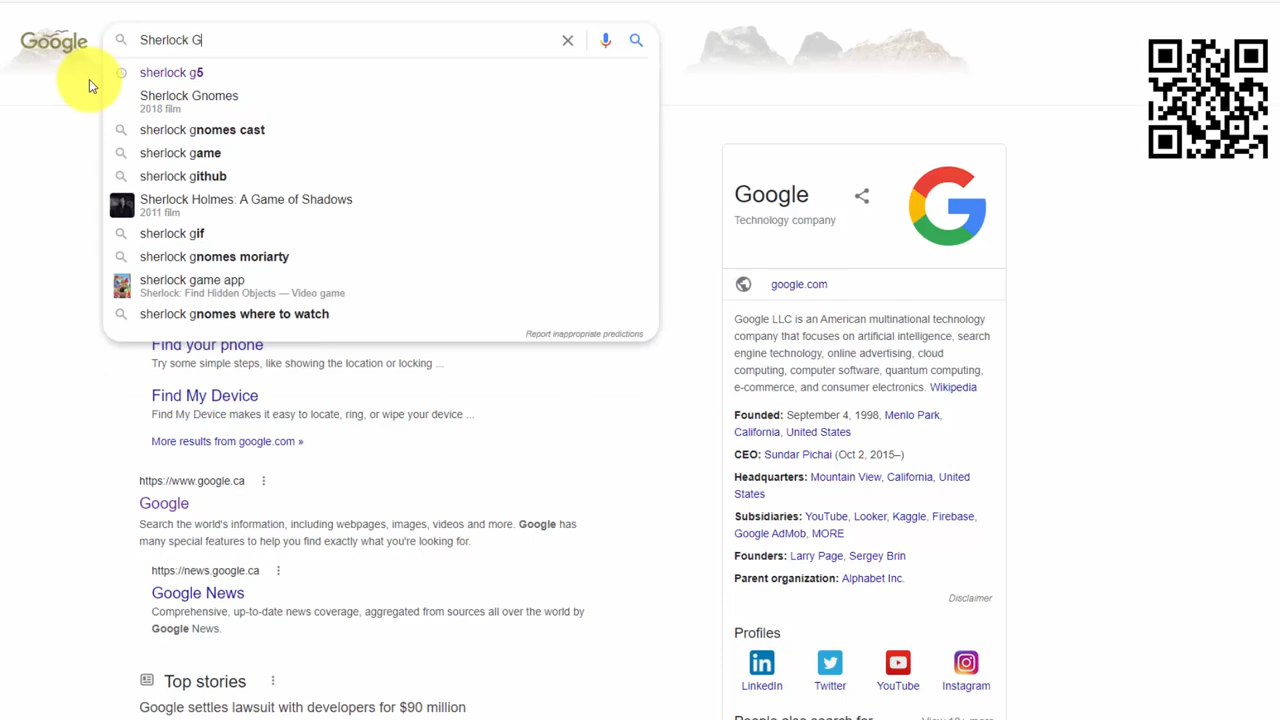 Google
Sherlock G
sherlock g5
Sherlock Gnomes
2018 film
sherlock gnomes cast
sherlock game
sherlock github
Sherlock Holmes: A Game of Shadows
2011 film
sherlock gif
sherlock gnomes moriarty
sherlock game app
Sherlock: Find Hidden Objects — Video game
sherlock gnomes where to watch
Report inappropriate predictions
Find your phone
Try some simple steps, like showing the location or locking ...
Find My Device
Find My Device makes it easy to locate, ring, or wipe your device ...
More results from google.com »
https://www.google.ca
Google
Search the world's information, including webpages, images, videos and more. Google has
many special features to help you find exactly what you're looking for.
https://news.google.ca
Google News
Comprehensive, up-to-date news coverage, aggregated from sources all over the world by
Google News.
Top stories
Google settles lawsuit with developers for $90 million
Google
Technology company
google.com
Google LLC is an American multinational technology
company that focuses on artificial intelligence, search
engine technology, online advertising, cloud
computing, computer software, quantum computing,
e-commerce, and consumer electronics. Wikipedia
Founded: September 4, 1998, Menlo Park,
California, United States
CEO: Sundar Pichai (Oct 2, 2015–)
Headquarters: Mountain View, California, United
States
Subsidiaries: YouTube, Looker, Kaggle, Firebase,
Google AdMob, MORE
Founders: Larry Page, Sergey Brin
Parent organization: Alphabet Inc.
Disclaimer
Profiles
LinkedIn
Twitter
YouTube
Instagram
People also search for
View 10+ more